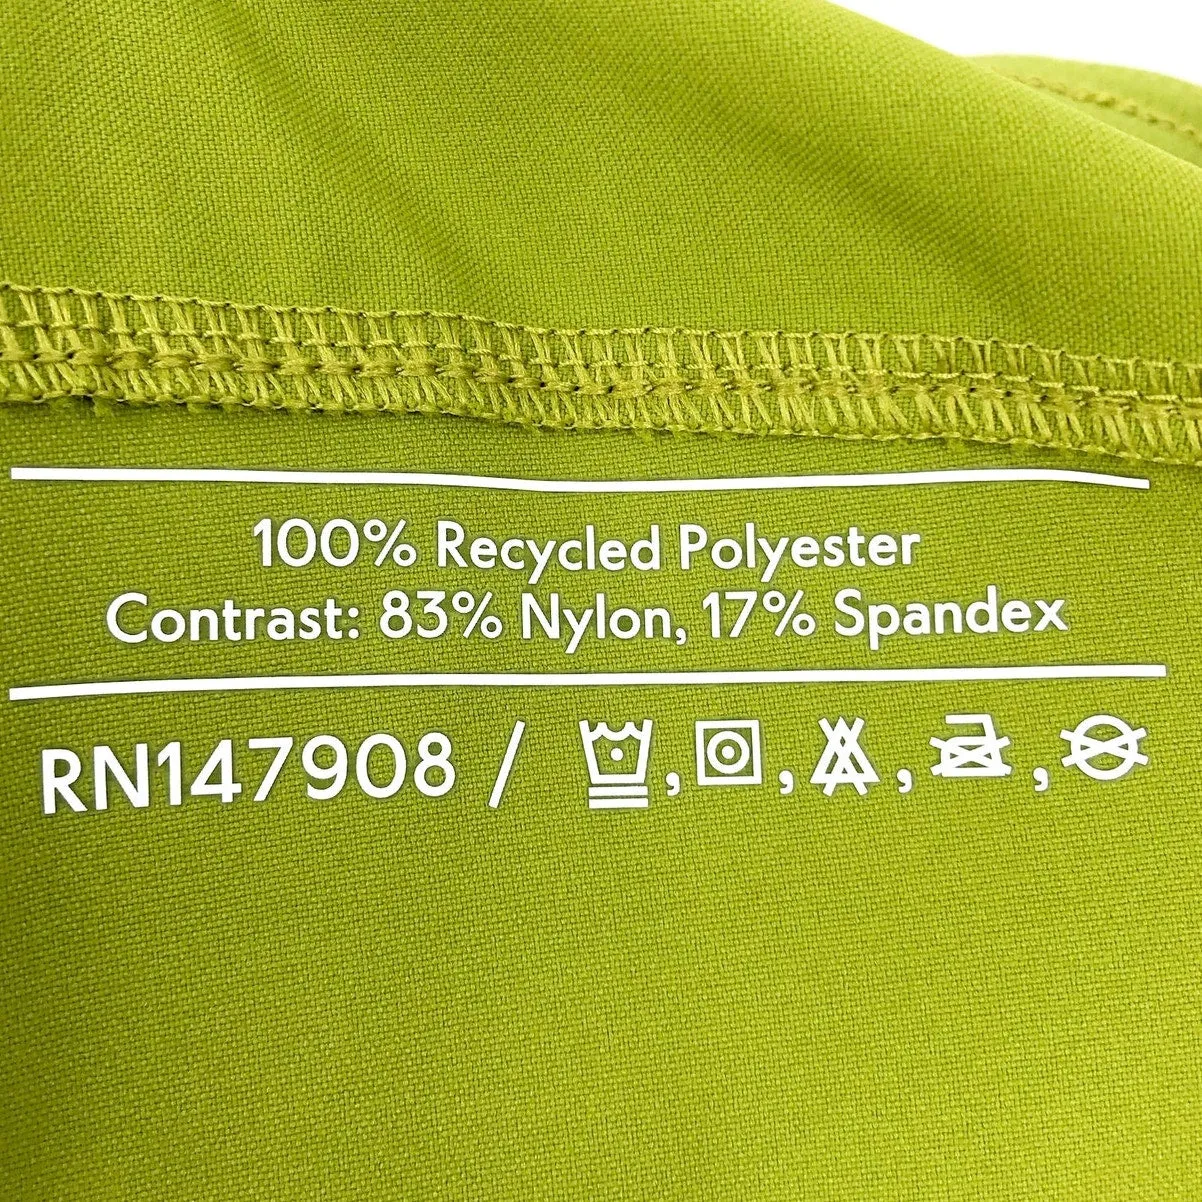 100% Recycled Polyester
Contrast: 83% Nylon, 17% Spandex
RN147908 / , , , ,